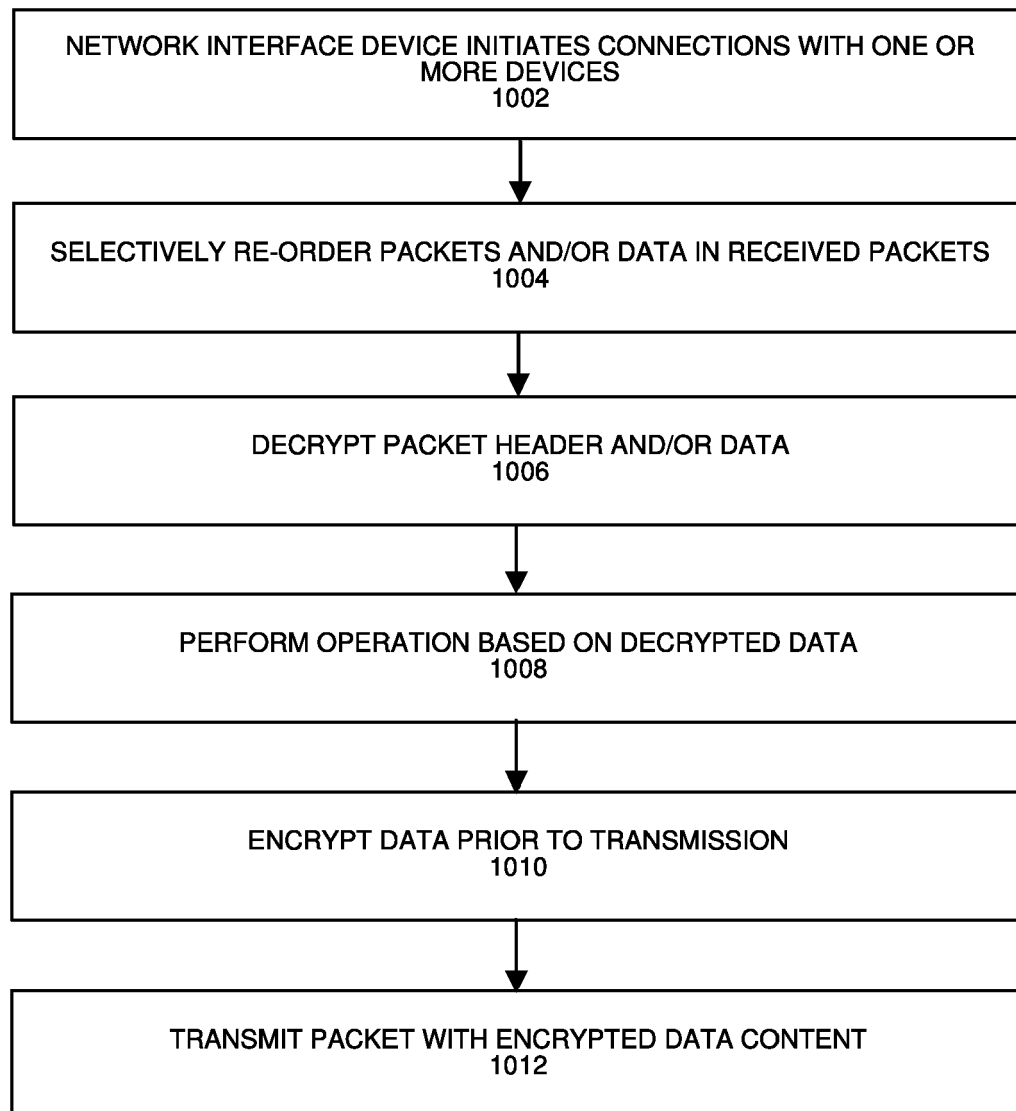 NETWORK INTERFACE DEVICE INITIATES CONNECTIONS WITH ONE OR
MORE DEVICES
1002
SELECTIVELY RE-ORDER PACKETS AND/OR DATA IN RECEIVED PACKETS
1004
DECRYPT PACKET HEADER AND/OR DATA
1006
PERFORM OPERATION BASED ON DECRYPTED DATA
1008
ENCRYPT DATA PRIOR TO TRANSMISSION
1010
TRANSMIT PACKET WITH ENCRYPTED DATA CONTENT
1012